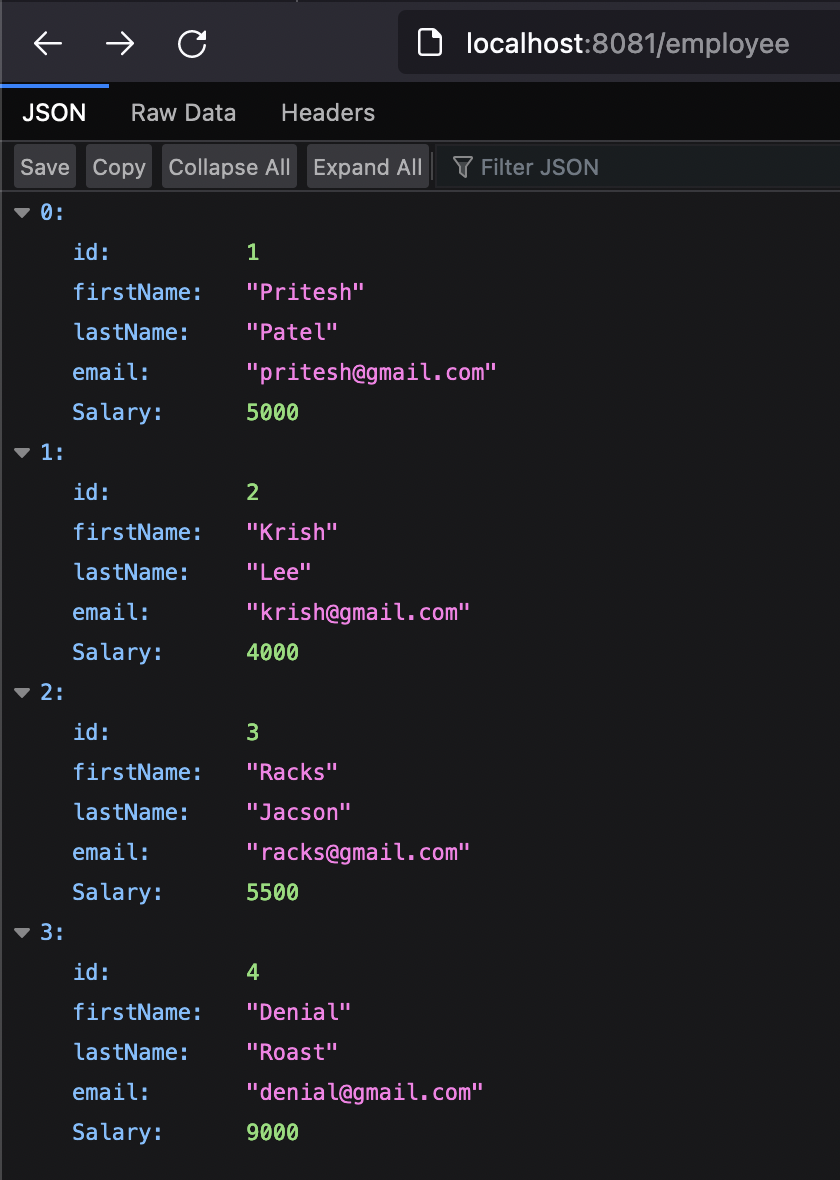 localhost:8081/employee
JSON Raw Data Headers
Save Copy Collapse All Expand All Filter JSON
0:
id: 1
firstName: "Pritesh"
lastName: "Patel"
email: "pritesh@gmail.com"
Salary: 5000
1:
id: 2
firstName: "Krish"
lastName: "Lee"
email: "krish@gmail.com"
Salary: 4000
2:
id: 3
firstName: "Racks"
lastName: "Jacson"
email: "racks@gmail.com"
Salary: 5500
3:
id: 4
firstName: "Denial"
lastName: "Roast"
email: "denial@gmail.com"
Salary: 9000